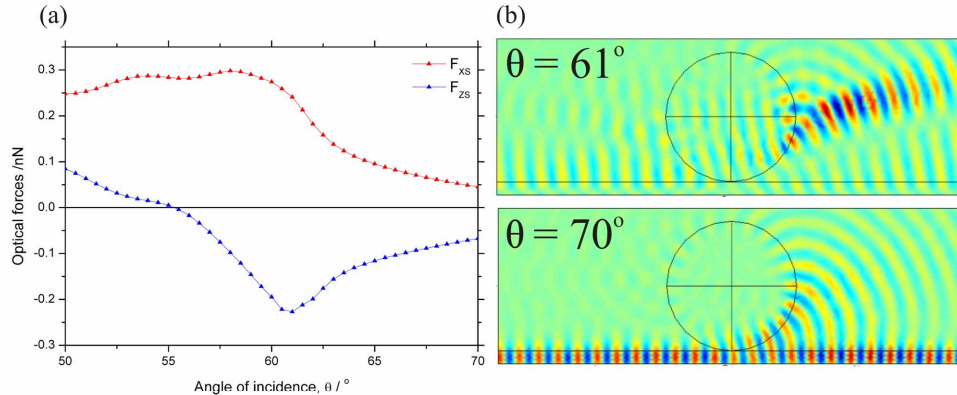 (a)
(b)
0.3
0.2
0.1
0.0
-0.1
-0.2
-0.3
Optical forces /nN
50
55
60
65
70
Angle of incidence, θ / °
F_XS
F_ZS
θ = 61°
θ = 70°